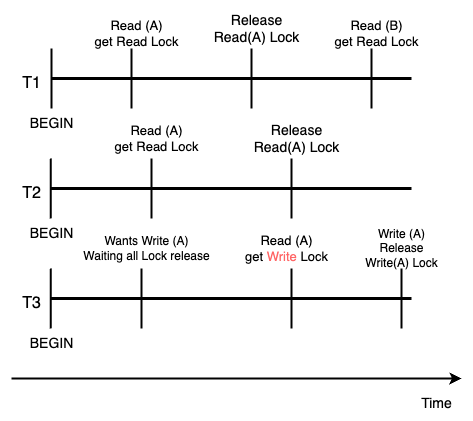 Read (A)
get Read Lock
Release
Read(A) Lock
Read (B)
get Read Lock
T1
BEGIN
Read (A)
get Read Lock
Release
Read(A) Lock
T2
BEGIN
Wants Write (A)
Waiting all Lock release
Read (A)
get Write Lock
Write (A)
Release
Write(A) Lock
T3
BEGIN
Time